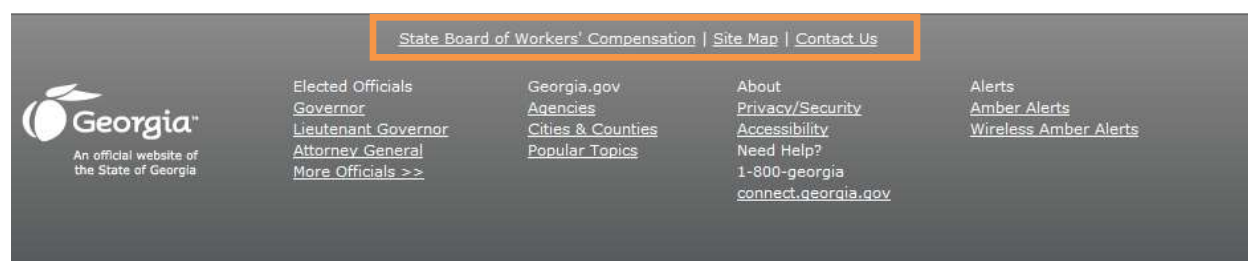 State Board of Workers' Compensation | Site Map | Contact Us
Georgia™
An official website of
the State of Georgia
Elected Officials
Governor
Lieutenant Governor
Attorney General
More Officials >>
Georgia.gov
Agencies
Cities & Counties
Popular Topics
About
Privacy/Security
Accessibility
Need Help?
1-800-georgia
connect.georgia.gov
Alerts
Amber Alerts
Wireless Amber Alerts